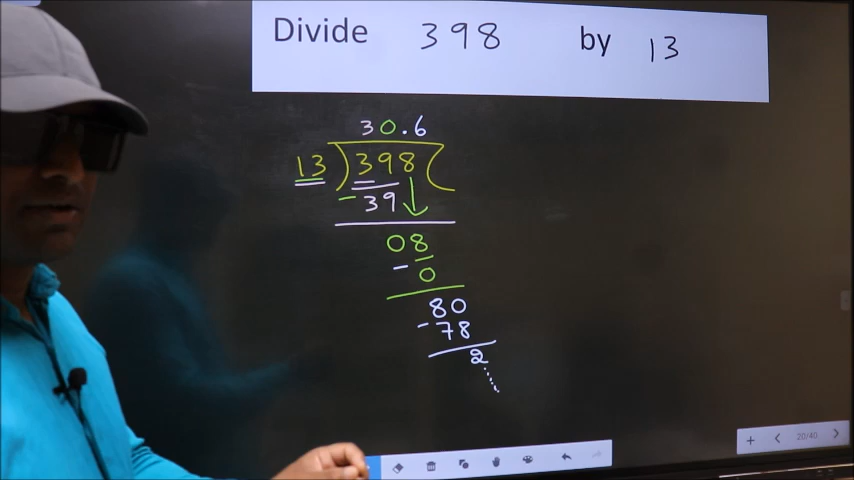 Divide 398 by 13
30.6
13 ) 398 (
- 39
08
- 0
80
- 78
2
+ < 20/40 >